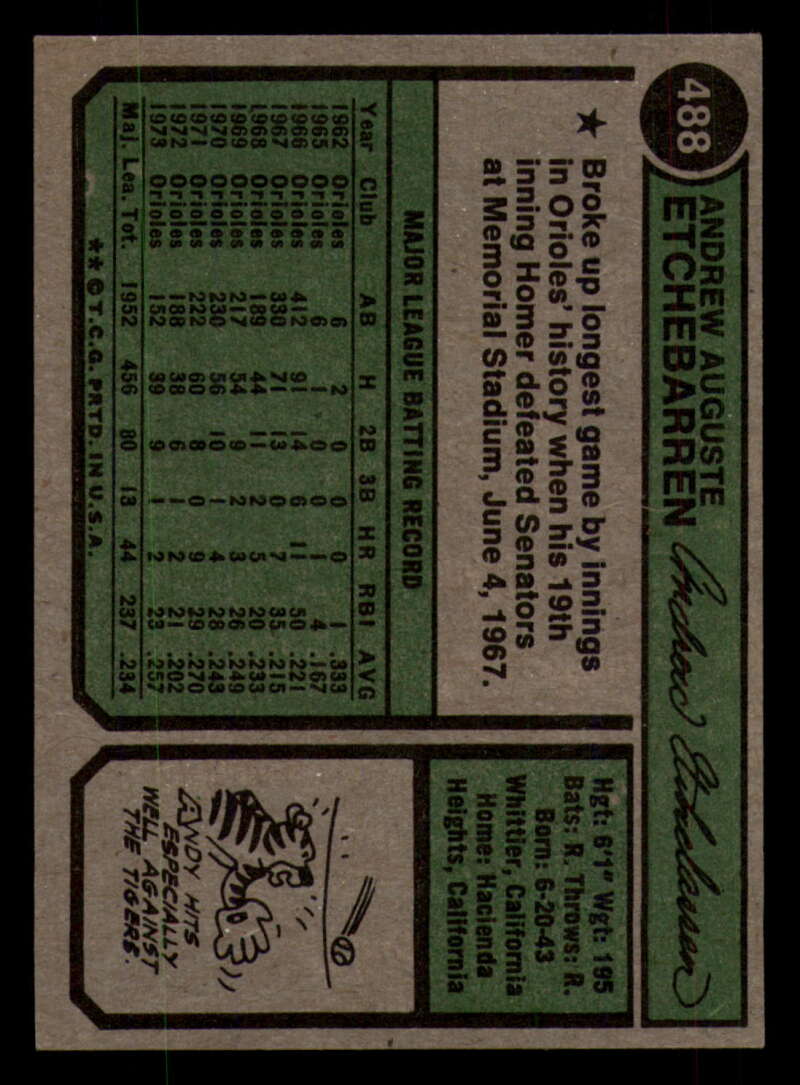 488
ANDREW AUGUSTE
ETCHEBARREN
Andrew Etchebarren
★ Broke up longest game by innings
in Orioles' history when his 19th
inning Homer defeated Senators
at Memorial Stadium, June 4, 1967.
MAJOR LEAGUE BATTING RECORD
Year Club AB H 2B 3B HR RBI AVG
1962 Orioles 6 2 0 0 0 1 .333
1965 Orioles 6 1 0 0 1 4 .167
1966 Orioles 412 91 14 6 11 50 .221
1967 Orioles 330 71 13 0 7 35 .215
1968 Orioles 189 44 11 2 5 20 .233
1969 Orioles 217 54 9 2 3 26 .249
1970 Orioles 230 56 10 1 4 28 .243
1971 Orioles 222 60 8 0 9 29 .270
1972 Orioles 188 38 6 1 2 21 .202
1973 Orioles 152 39 9 1 2 23 .257
Maj. Lea. Tot. 1952 456 80 13 44 237 .234
**©T.C.G. PRTD. IN U.S.A.
Hgt: 6'1" Wgt: 195
Bats: R. Throws: R.
Born: 6-20-43
Whittier, California
Home: Hacienda
Heights, California
ANDY HITS
ESPECIALLY
WELL AGAINST
THE TIGERS.